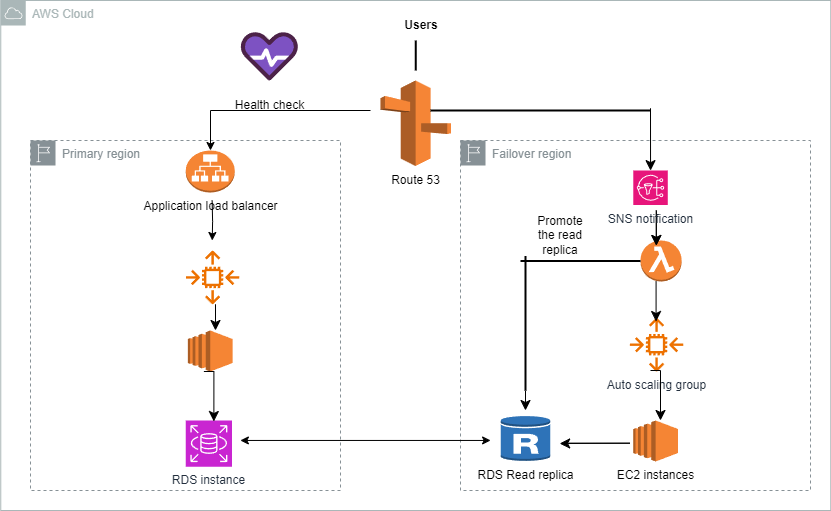 AWS Cloud
Users
Health check
Route 53
Primary region
Application load balancer
RDS instance
Failover region
SNS notification
Promote
the read
replica
λ
Auto scaling group
R
RDS Read replica
EC2 instances